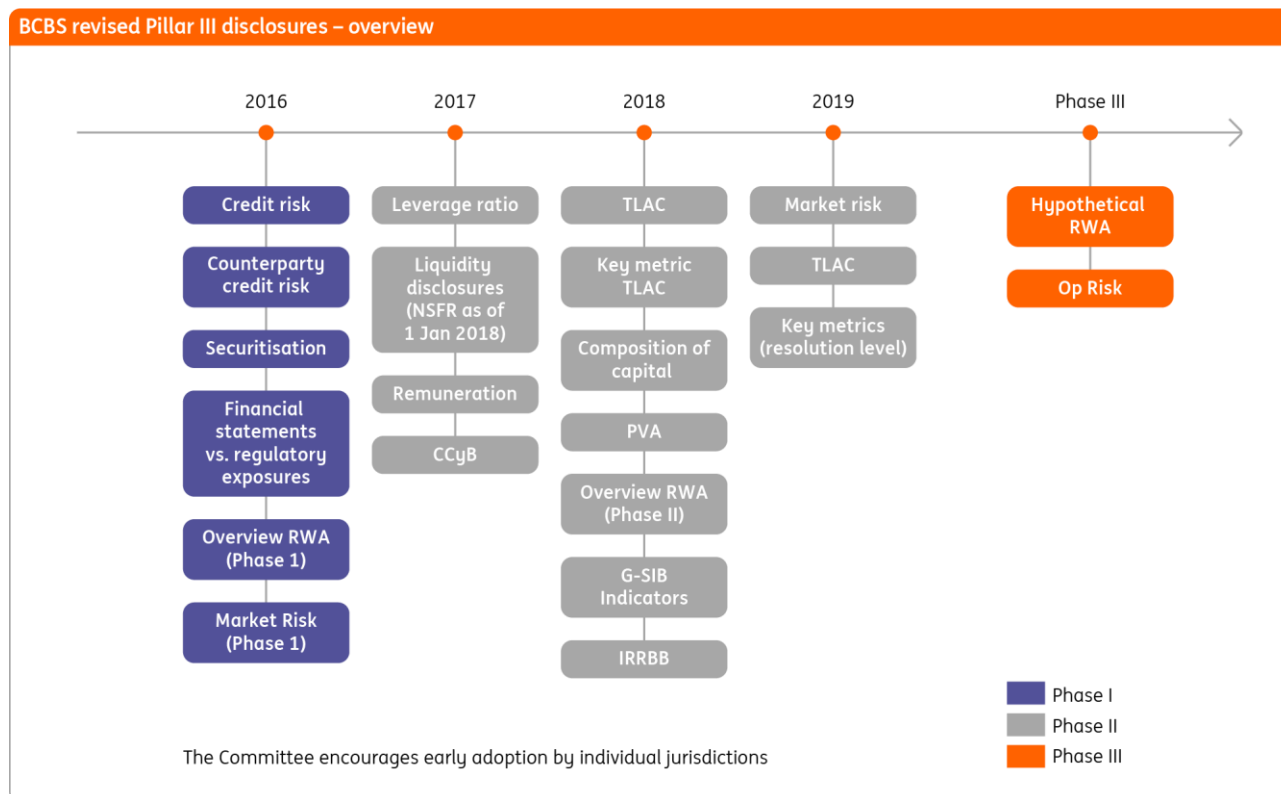 BCBS revised Pillar III disclosures – overview
2016
2017
2018
2019
Phase III
Credit risk
Counterparty
credit risk
Securitisation
Financial
statements
vs. regulatory
exposures
Overview RWA
(Phase 1)
Market Risk
(Phase 1)
Leverage ratio
Liquidity
disclosures
(NSFR as of
1 Jan 2018)
Remuneration
CCyB
TLAC
Key metric
TLAC
Composition of
capital
PVA
Overview RWA
(Phase II)
G-SIB
Indicators
IRRBB
Market risk
TLAC
Key metrics
(resolution level)
Hypothetical
RWA
Op Risk
Phase I
Phase II
Phase III
The Committee encourages early adoption by individual jurisdictions